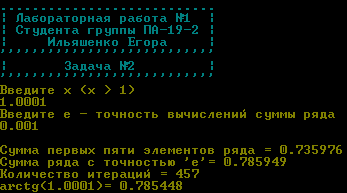 Лабораторная работа №1
Студента группы ПА-19-2
Ильяшенко Егора
Задача №2
Введите x (x > 1)
1.0001
Введите e - точность вычислений суммы ряда
0.001
Сумма первых пяти элементов ряда = 0.735976
Сумма ряда с точностью 'e'= 0.785949
Количество итераций = 457
arctg(1.0001)= 0.785448